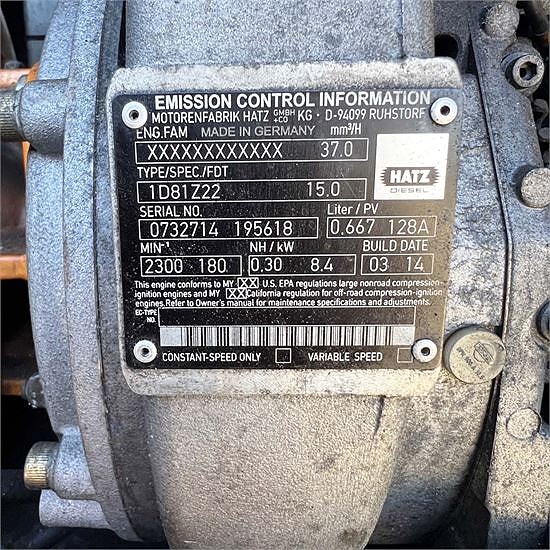 EMISSION CONTROL INFORMATION
MOTORENFABRIK HATZ GMBH +CO KG · D-94099 RUHSTORF
ENG.FAM MADE IN GERMANY mm³/H
XXXXXXXXXXXX 37.0
TYPE/SPEC./FDT
HATZ
DIESEL
1D81Z22 15.0
SERIAL NO. Liter / PV
0732714 195618 0.667 128A
MIN⁻¹ NH / kW BUILD DATE
2300 180 0.30 8.4 03 14
This engine conforms to MY XX U.S. EPA regulations large nonroad compression-
ignition engines and MY XX California regulation for off-road compression-ignition
engines. Refer to Owner's manual for maintenance specifications and adjustments.
EC-TYPE
NO.
CONSTANT-SPEED ONLY VARIABLE SPEED